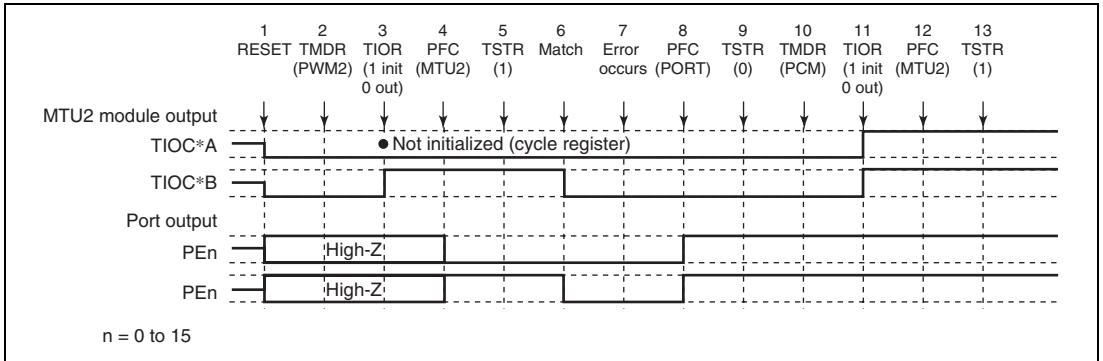 1 2 3 4 5 6 7 8 9 10 11 12 13
RESET TMDR TIOR PFC TSTR Match Error PFC TSTR TMDR TIOR PFC TSTR
(PWM2) (1 init (MTU2) (1) occurs (PORT) (0) (PCM) (1 init (MTU2) (1)
0 out) 0 out)
MTU2 module output
TIOC*A ● Not initialized (cycle register)
TIOC*B
Port output
PEn High-Z
PEn High-Z
n = 0 to 15